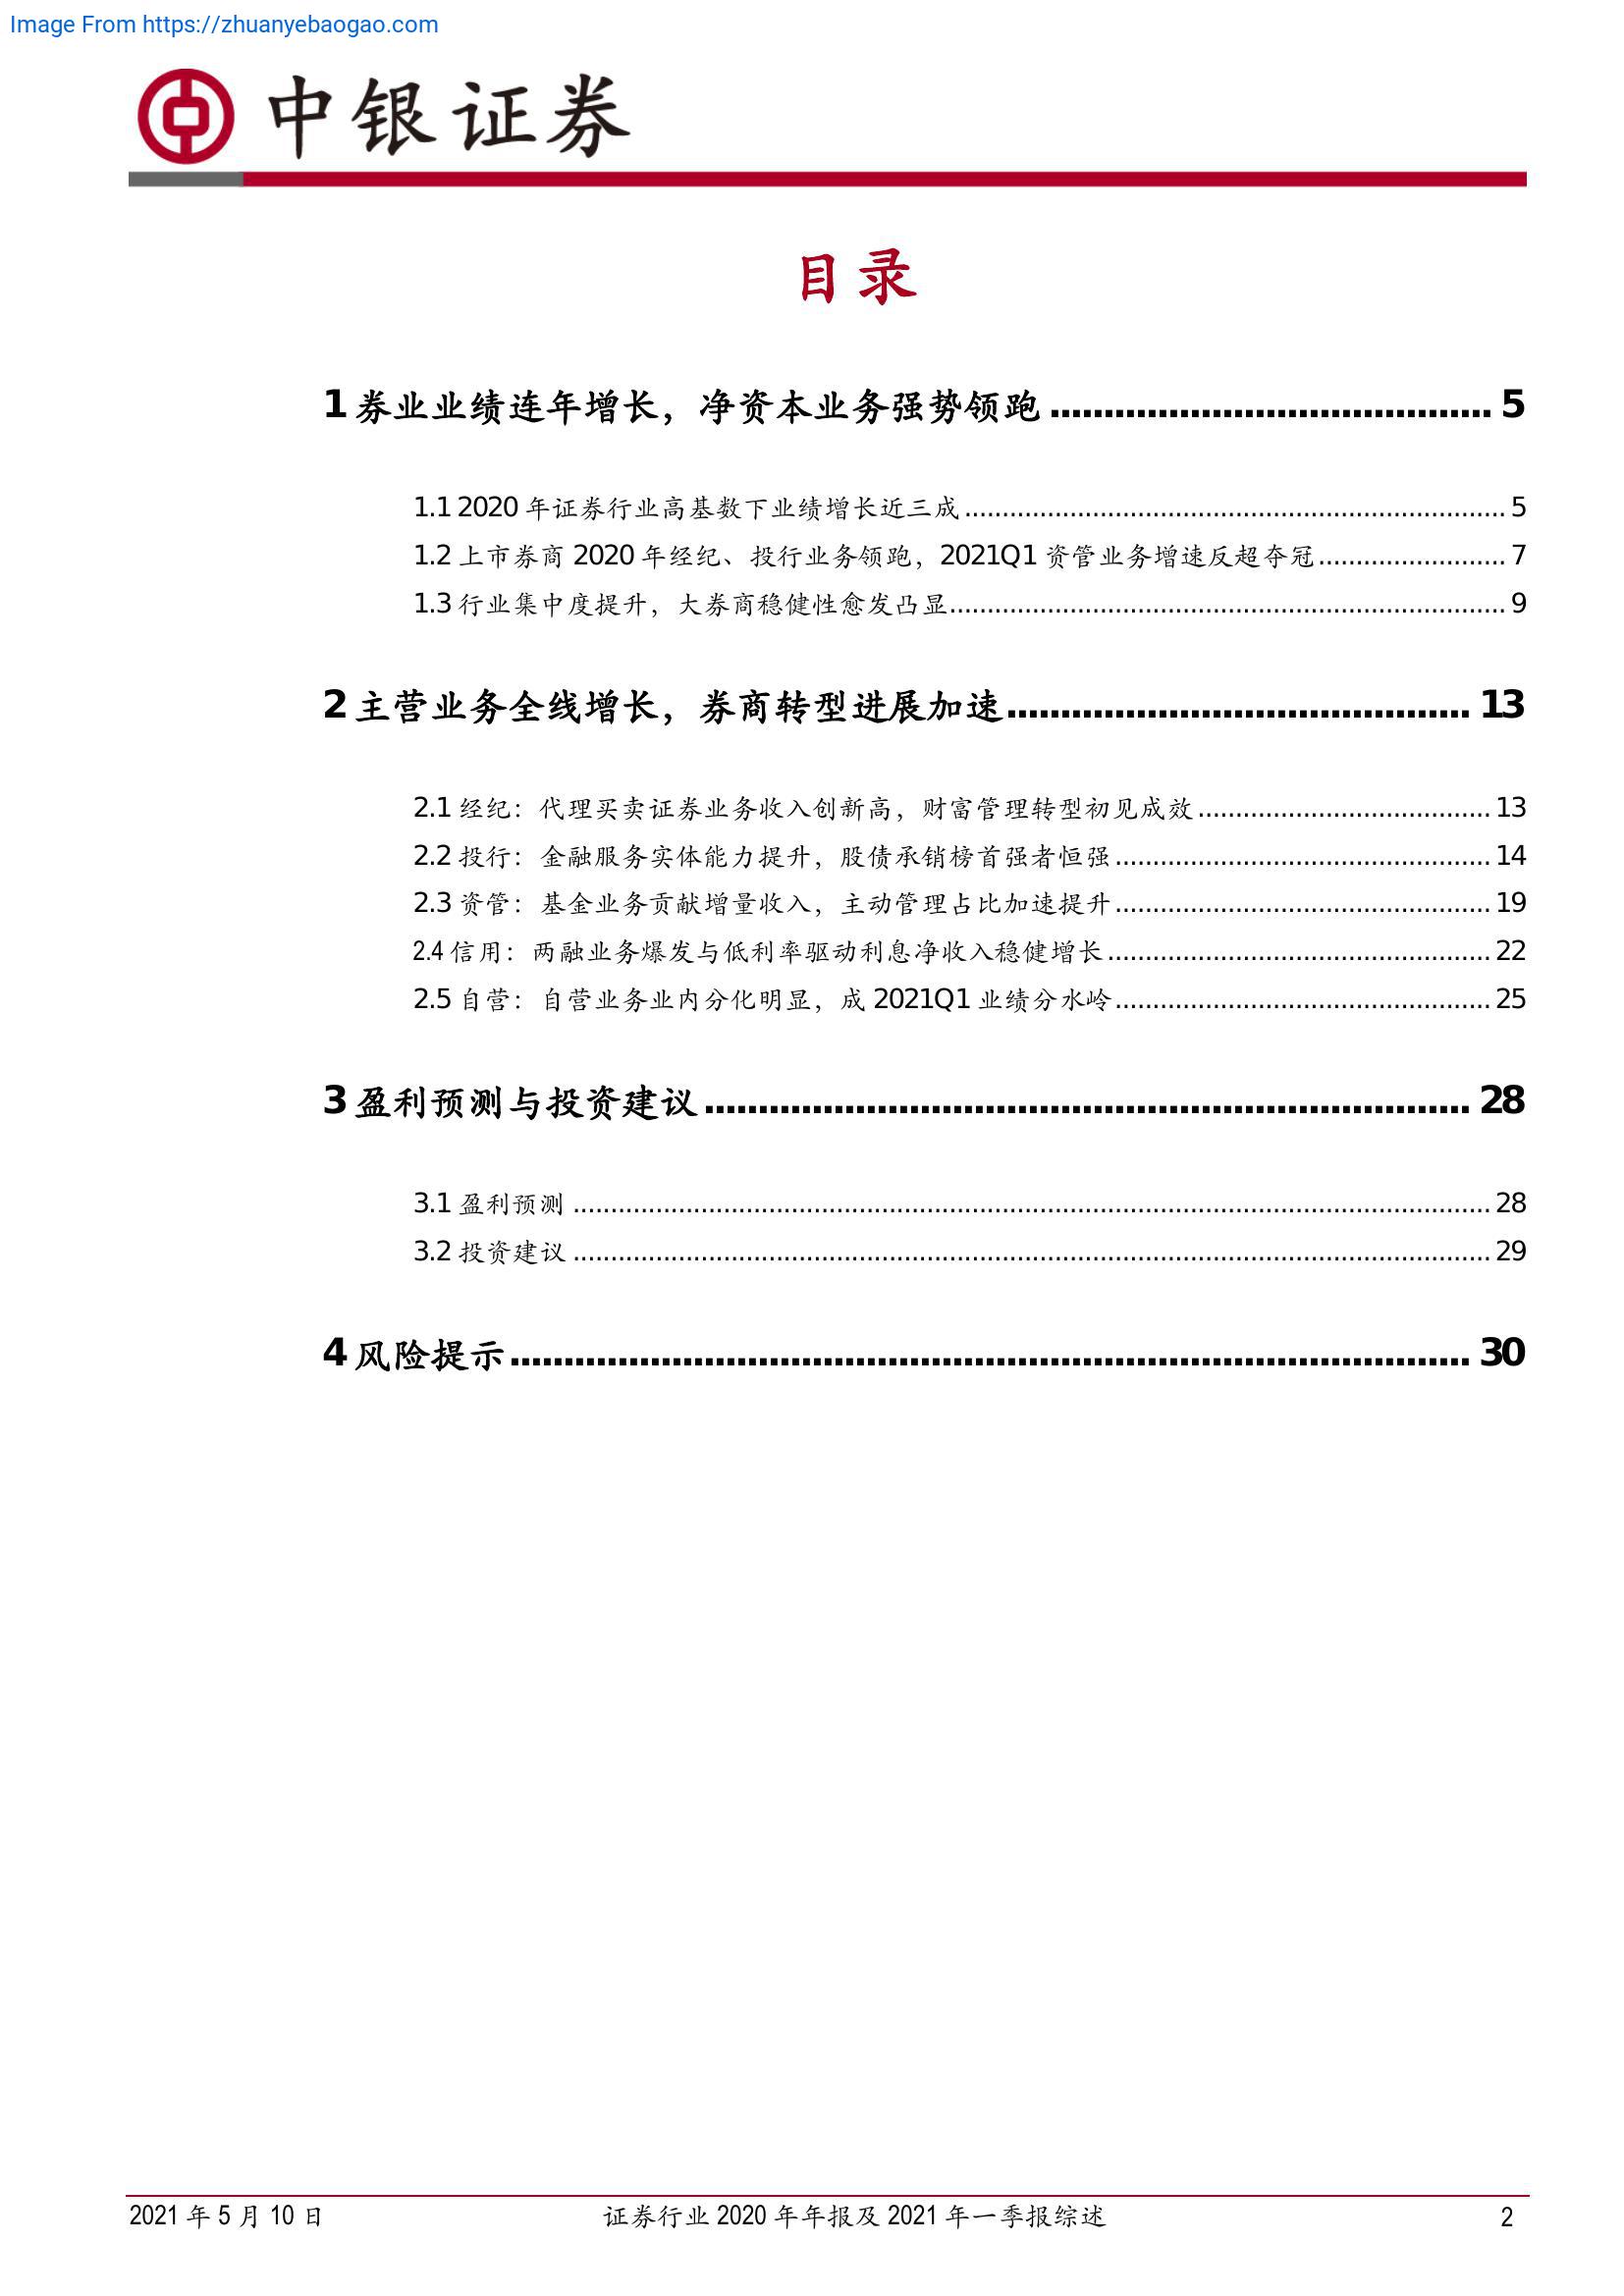 Image From https://zhuanyebaogao.com
中银证券
目录
1 券业业绩连年增长，净资本业务强势领跑 ........................................ 5
1.1 2020 年证券行业高基数下业绩增长近三成 ........................................ 5
1.2 上市券商 2020 年经纪、投行业务领跑，2021Q1 资管业务增速反超夺冠 ........................ 7
1.3 行业集中度提升，大券商稳健性愈发凸显 ........................................ 9
2 主营业务全线增长，券商转型进展加速 ........................................ 13
2.1 经纪：代理买卖证券业务收入创新高，财富管理转型初见成效 ........................................ 13
2.2 投行：金融服务实体能力提升，股债承销榜首强者恒强 ........................................ 14
2.3 资管：基金业务贡献增量收入，主动管理占比加速提升 ........................................ 19
2.4 信用：两融业务爆发与低利率驱动利息净收入稳健增长 ........................................ 22
2.5 自营：自营业务业内分化明显，成 2021Q1 业绩分水岭 ........................................ 25
3 盈利预测与投资建议 ........................................ 28
3.1 盈利预测 ........................................ 28
3.2 投资建议 ........................................ 29
4 风险提示 ........................................ 30
2021 年 5 月 10 日 证券行业 2020 年年报及 2021 年一季报综述 2